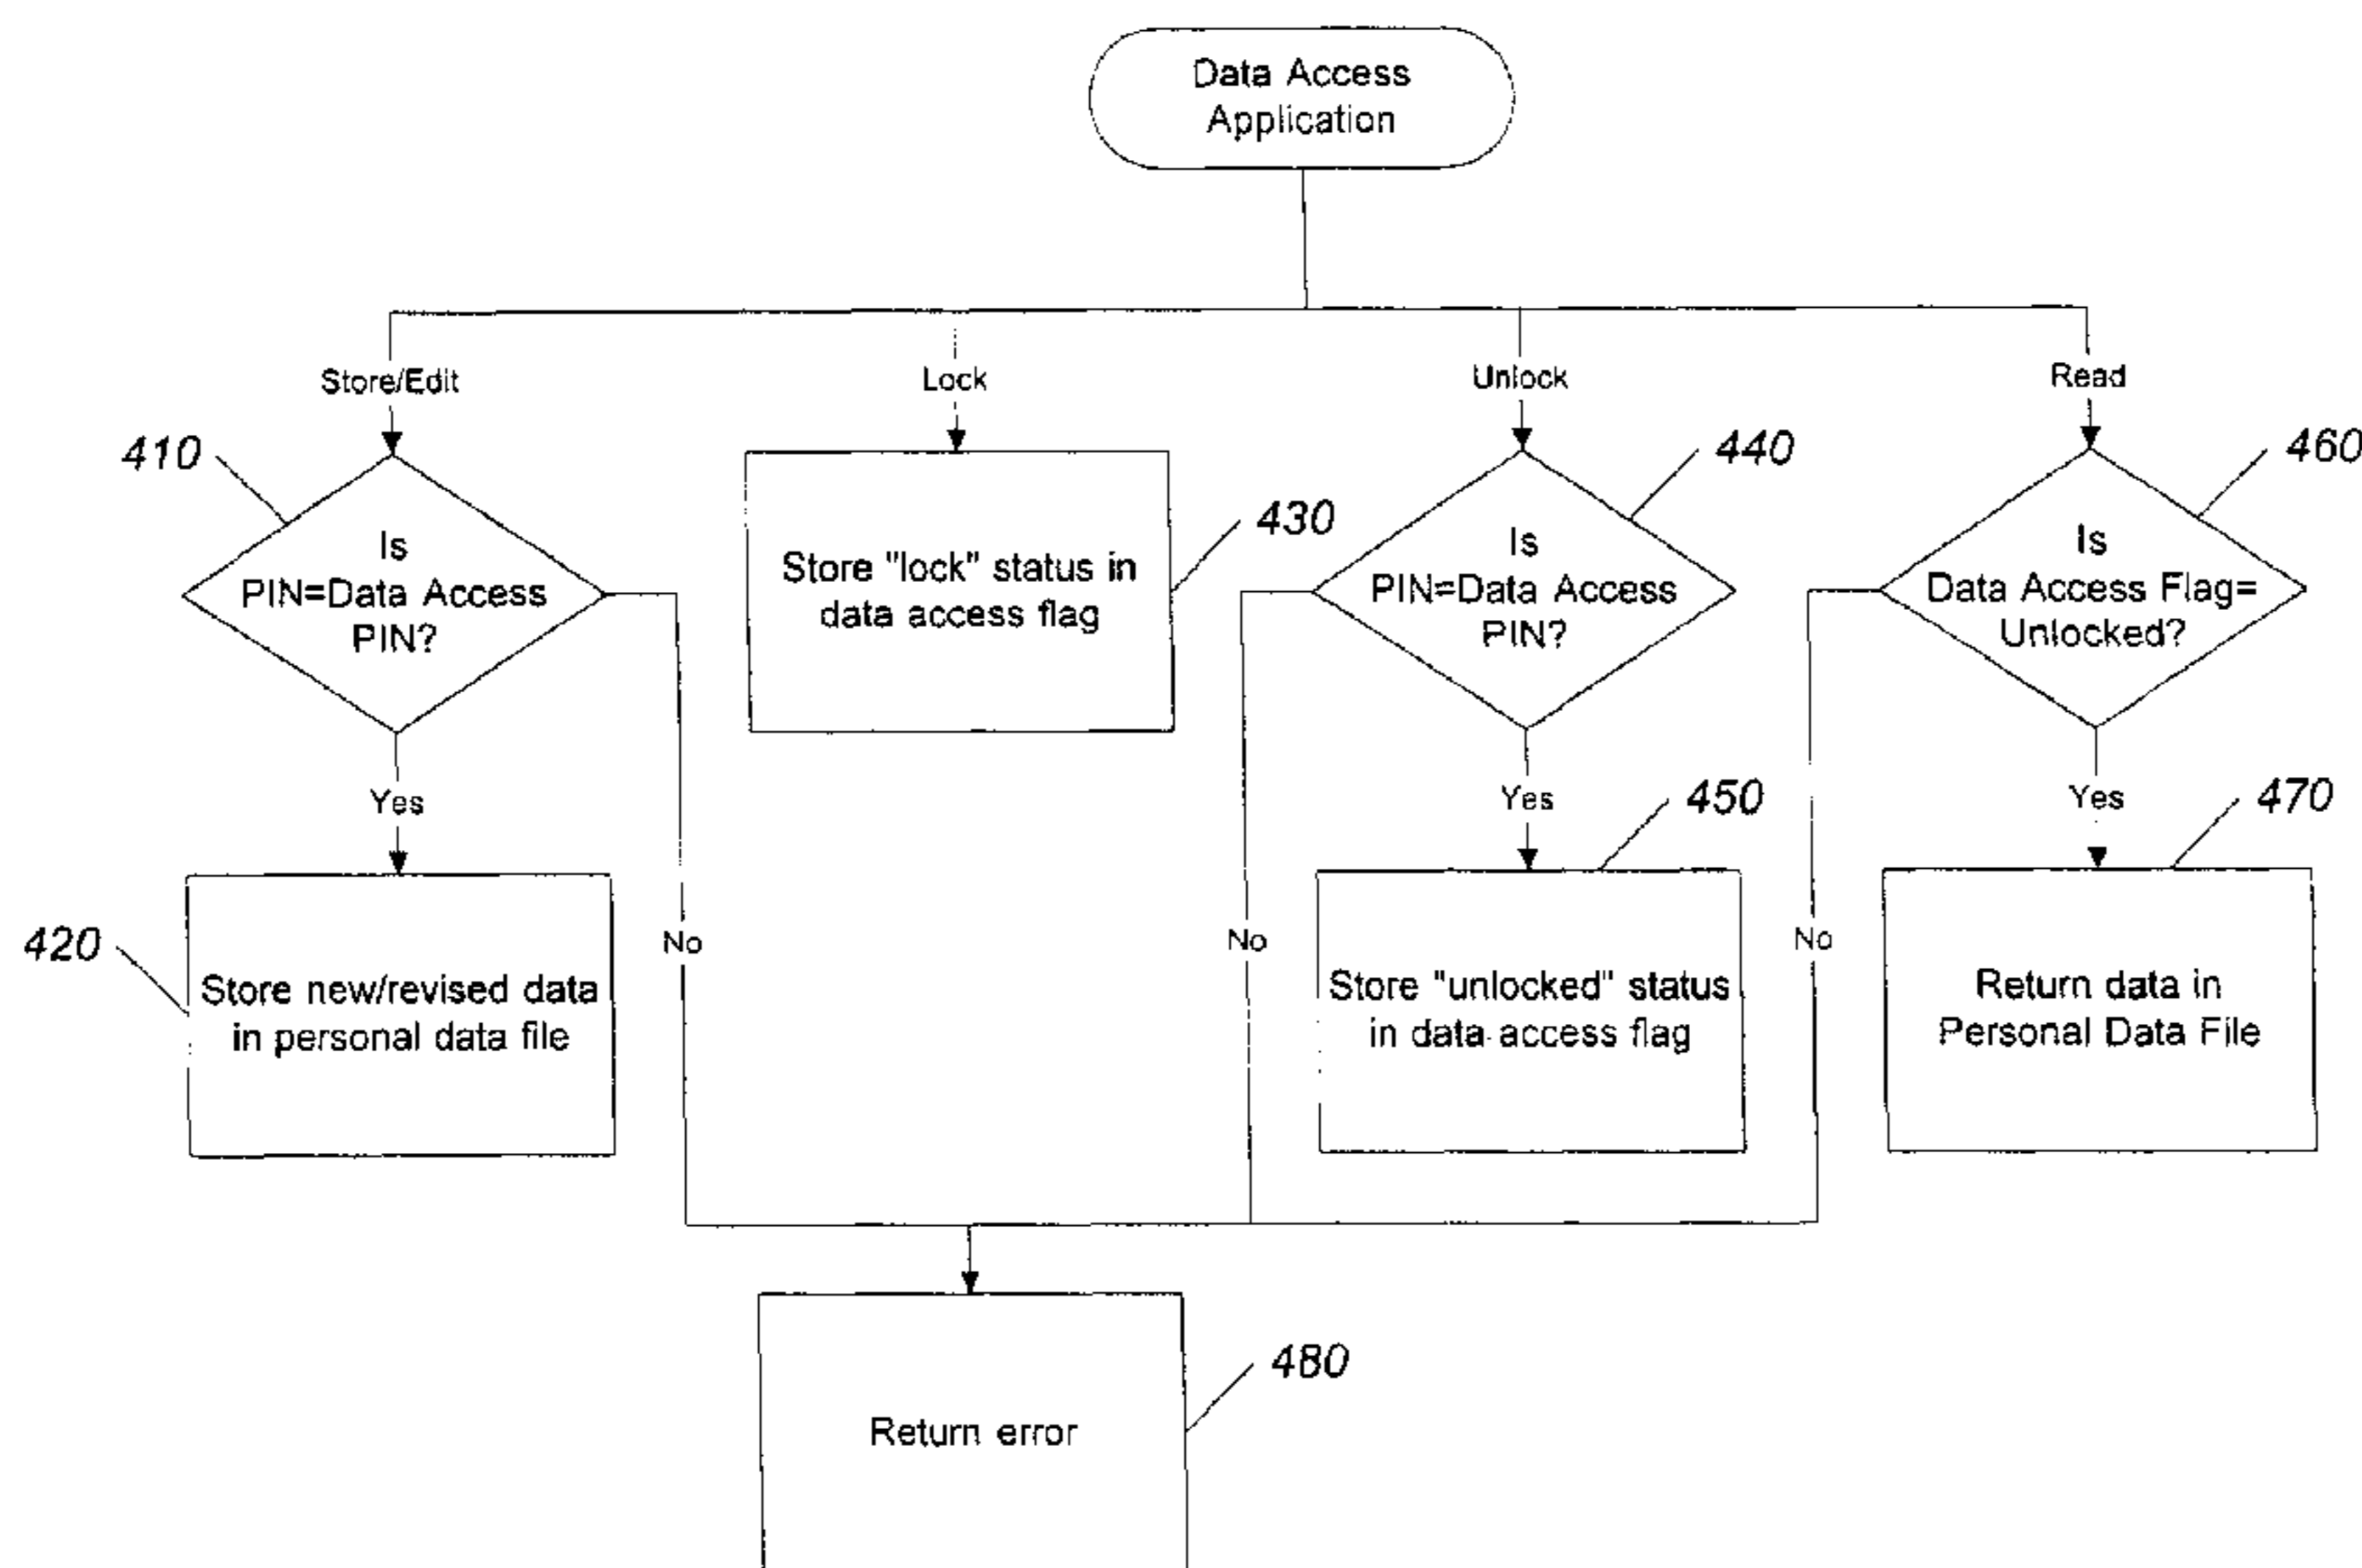 Data Access
Application
Store/Edit
Lock
Unlock
Read
410
Is
PIN=Data Access
PIN?
Store "lock" status in
data access flag
430
440
Is
PIN=Data Access
PIN?
460
Is
Data Access Flag=
Unlocked?
Yes
Yes
450
Yes
470
420
Store new/revised data
in personal data file
No
No
Store "unlocked" status
in data access flag
No
Return data in
Personal Data File
Return error
480